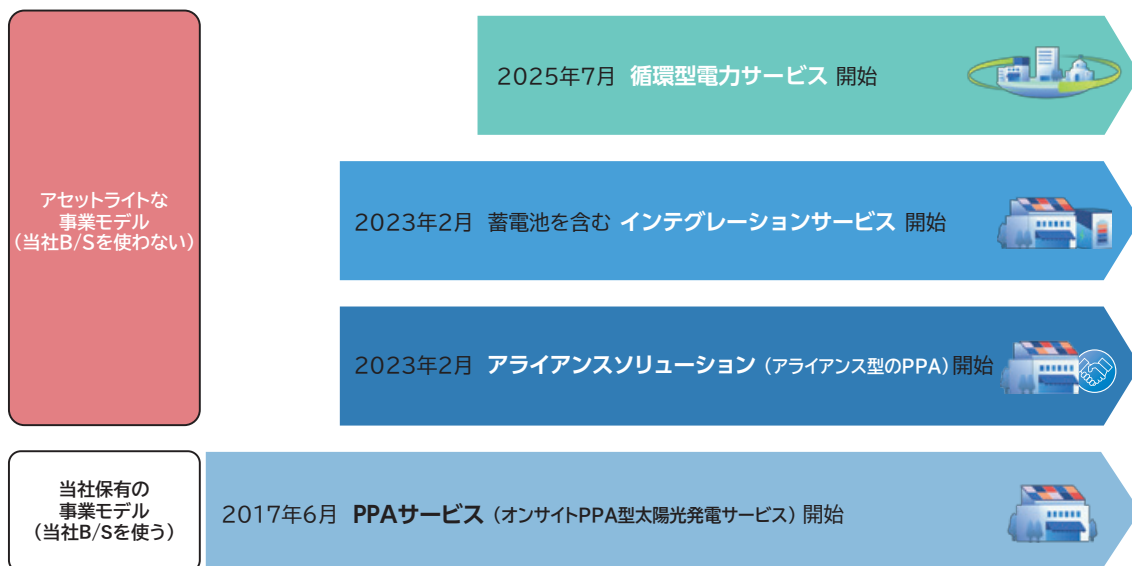 アセットライトな
事業モデル
(当社B/Sを使わない)
2025年7月 循環型電力サービス 開始
2023年2月 蓄電池を含む インテグレーションサービス 開始
2023年2月 アライアンスソリューション (アライアンス型のPPA) 開始
当社保有の
事業モデル
(当社B/Sを使う)
2017年6月 PPAサービス (オンサイトPPA型太陽光発電サービス) 開始